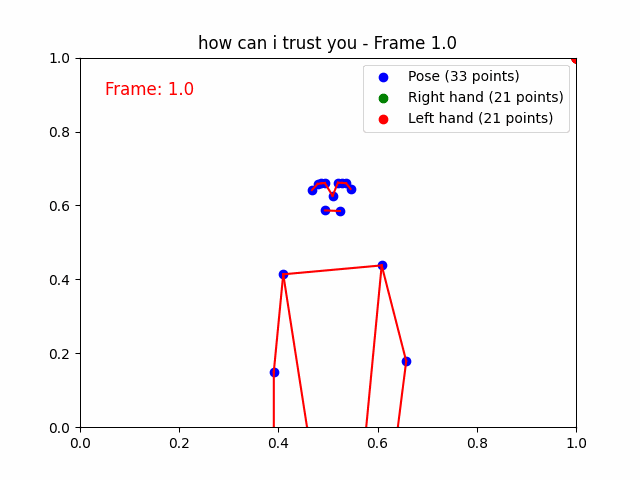 how can i trust you - Frame 1.0
Frame: 1.0
Pose (33 points)
Right hand (21 points)
Left hand (21 points)
1.0
0.8
0.6
0.4
0.2
0.0
0.0 0.2 0.4 0.6 0.8 1.0